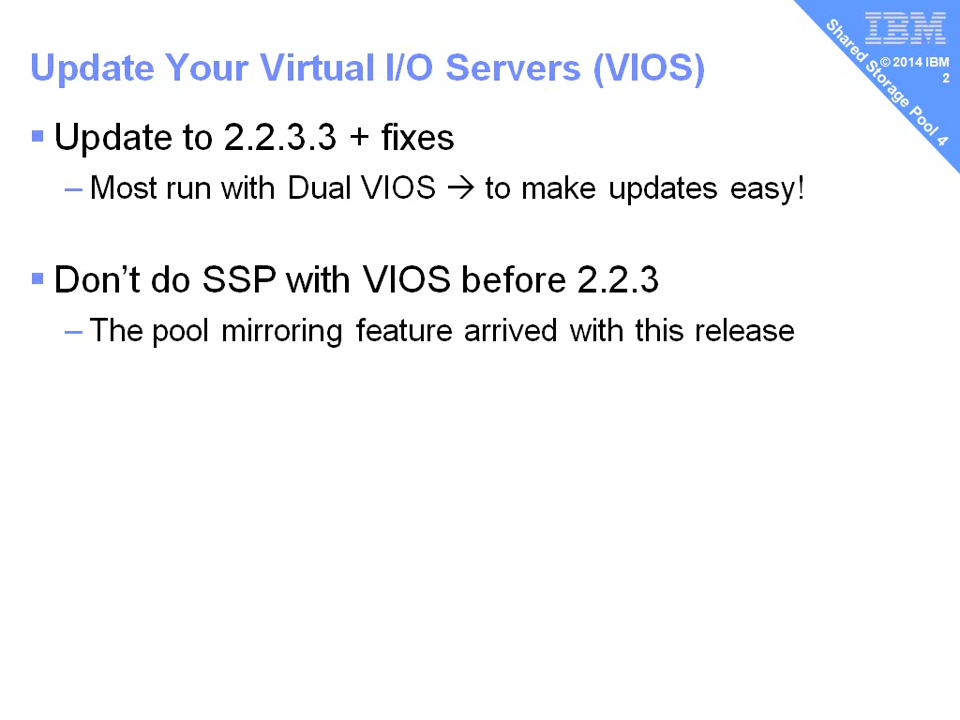 Update Your Virtual I/O Servers (VIOS)
▪ Update to 2.2.3.3 + fixes
– Most run with Dual VIOS → to make updates easy!
▪ Don’t do SSP with VIOS before 2.2.3
– The pool mirroring feature arrived with this release
IBM
© 2014 IBM
2
Shared Storage Pool 4